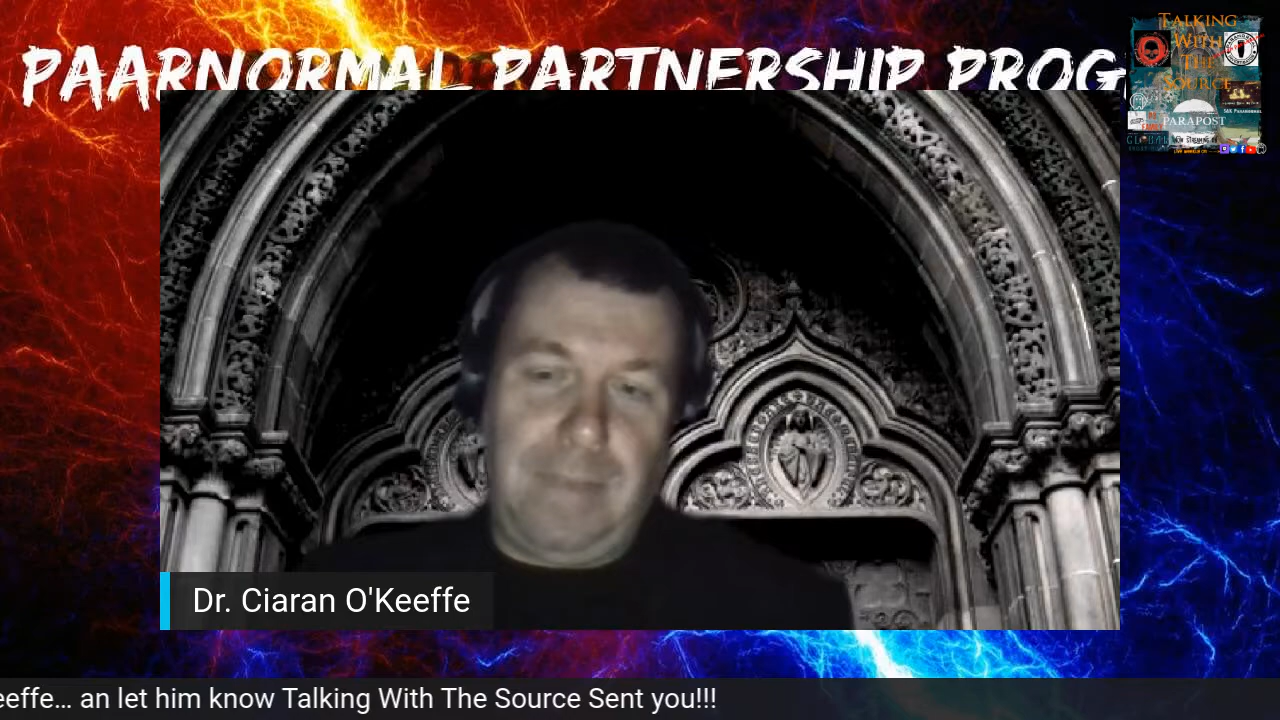 PAARNORMAL PARTNERSHIP PROG
TALKING
WITH
THE
SOURCE
PARAPOST
Dr. Ciaran O'Keeffe
eeffe... an let him know Talking With The Source Sent you!!!